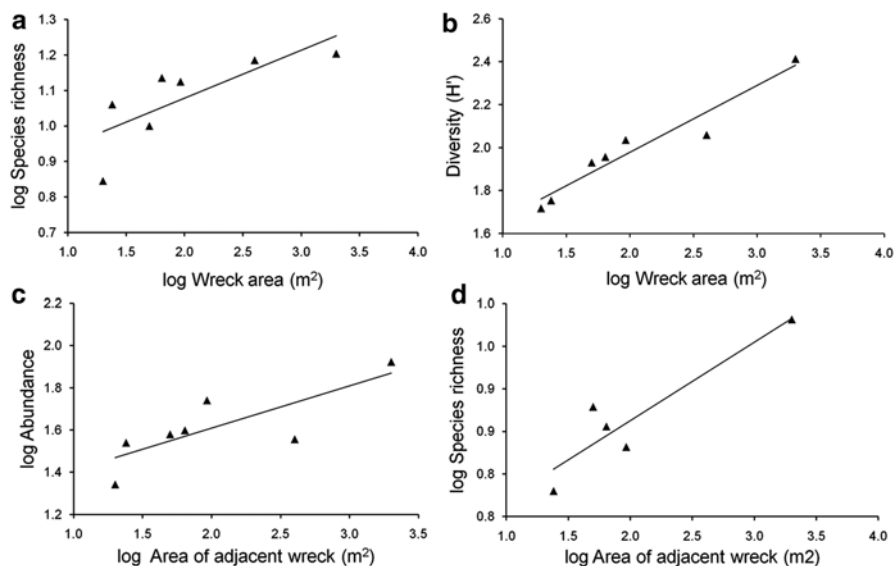 a
log Species richness
1.3
1.2
1.1
1.0
0.9
0.8
0.7
1.0 1.5 2.0 2.5 3.0 3.5 4.0
log Wreck area (m²)
b
Diversity (H')
2.6
2.4
2.2
2.0
1.8
1.6
1.0 1.5 2.0 2.5 3.0 3.5 4.0
log Wreck area (m²)
c
log Abundance
2.2
2.0
1.8
1.6
1.4
1.2
1.0 1.5 2.0 2.5 3.0 3.5
log Area of adjacent wreck (m²)
d
log Species richness
1.0
1.0
0.9
0.9
0.8
0.8
1.0 1.5 2.0 2.5 3.0 3.5 4.0
log Area of adjacent wreck (m2)